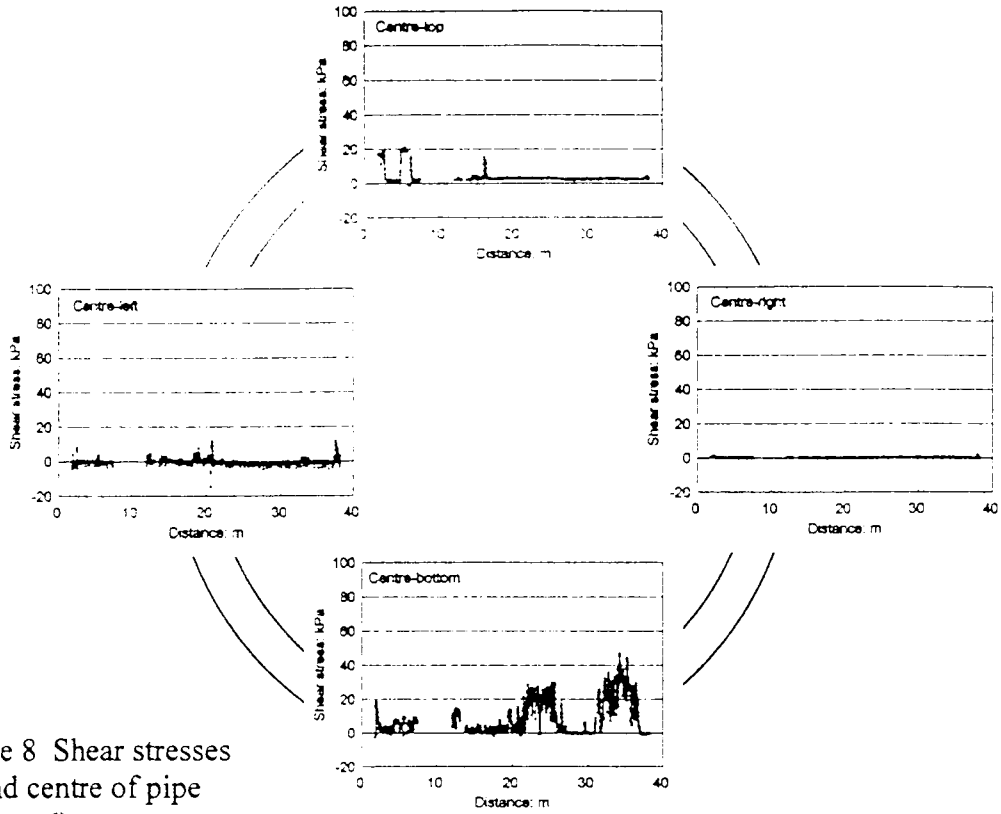 100
Centre-top
80
60
40
20
0
-20
Shear stress: kPa
0 10 20 30 40
Distance: m
100
Centre-left
80
60
40
20
0
-20
Shear stress: kPa
0 10 20 30 40
Distance: m
100
Centre-right
80
60
40
20
0
-20
Shear stress: kPa
0 10 20 30 40
Distance: m
100
Centre-bottom
80
60
40
20
0
-20
Shear stress: kPa
0 10 20 30 40
Distance: m
e 8 Shear stresses
nd centre of pipe